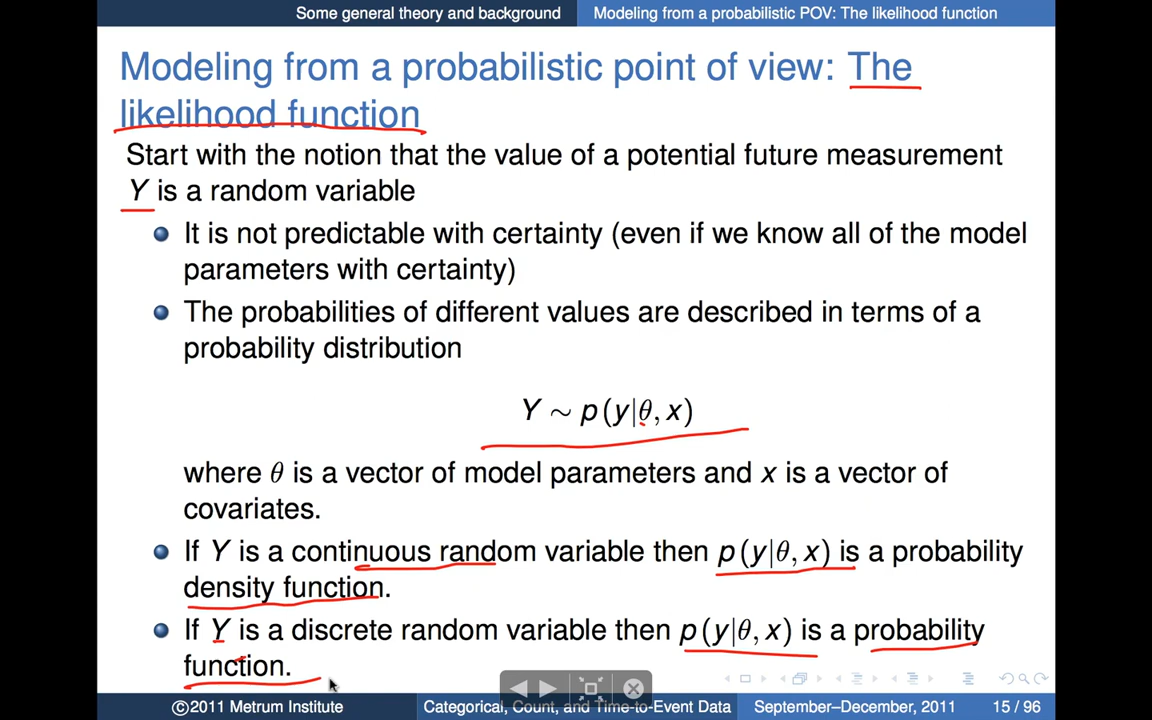 Some general theory and background Modeling from a probabilistic POV: The likelihood function
Modeling from a probabilistic point of view: The
likelihood function
Start with the notion that the value of a potential future measurement
Y is a random variable
It is not predictable with certainty (even if we know all of the model
parameters with certainty)
The probabilities of different values are described in terms of a
probability distribution
Y ∼ p(y|θ, x)
where θ is a vector of model parameters and x is a vector of
covariates.
If Y is a continuous random variable then p(y|θ, x) is a probability
density function.
If Y is a discrete random variable then p(y|θ, x) is a probability
function.
©2011 Metrum Institute Categorical, Count, and Time-to-Event Data September–December, 2011 15 / 96